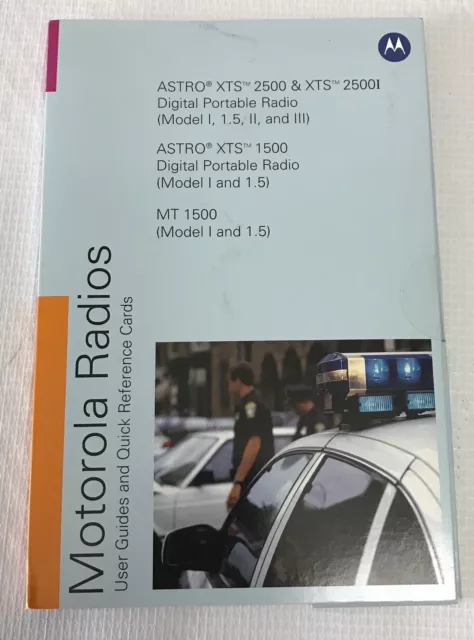 ASTRO® XTS™ 2500 & XTS™ 2500I
Digital Portable Radio
(Model I, 1.5, II, and III)
ASTRO® XTS™ 1500
Digital Portable Radio
(Model I and 1.5)
MT 1500
(Model I and 1.5)
Motorola Radios
User Guides and Quick Reference Cards